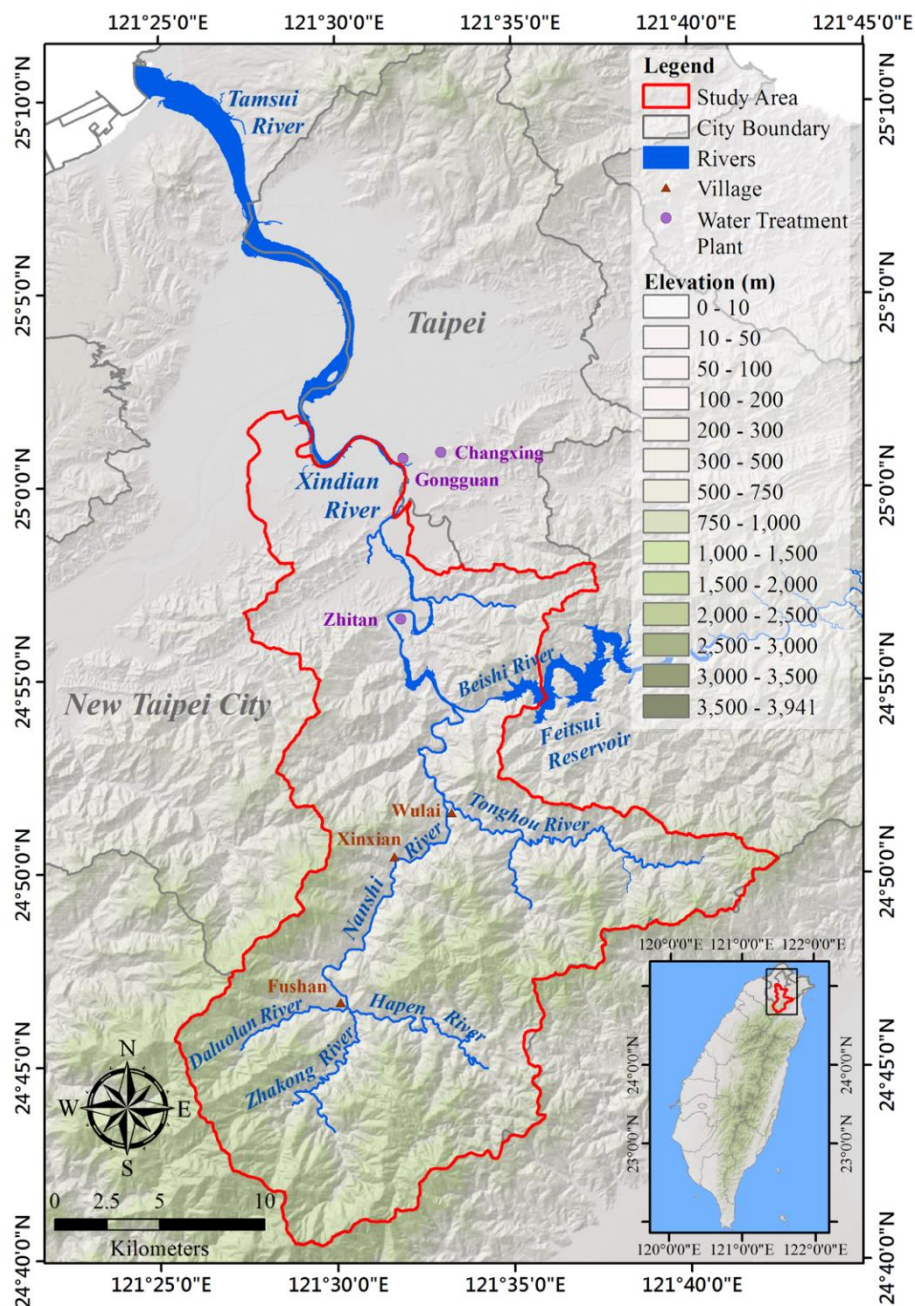 121°25'0"E 121°30'0"E 121°35'0"E 121°40'0"E 121°45'0"E
25°10'0"N
25°5'0"N
25°0'0"N
24°55'0"N
24°50'0"N
24°45'0"N
24°40'0"N
Tamsui
River
Taipei
Changxing
Gongguan
Xindian
River
Zhitan
Beishi River
Feitsui
Reservoir
New Taipei City
Wulai
Tonghou River
Xinxian
Nanshi River
Fushan
Daluolan River
Hapen River
Zhakong River
Legend
Study Area
City Boundary
Rivers
Village
Water Treatment
Plant
Elevation (m)
0 - 10
10 - 50
50 - 100
100 - 200
200 - 300
300 - 500
500 - 750
750 - 1,000
1,000 - 1,500
1,500 - 2,000
2,000 - 2,500
2,500 - 3,000
3,000 - 3,500
3,500 - 3,941
25°10'0"N
25°5'0"N
25°0'0"N
24°55'0"N
24°50'0"N
24°45'0"N
24°40'0"N
N
W E
S
0 2.5 5 10
Kilometers
120°0'0"E 121°0'0"E 122°0'0"E
24°0'0"N
23°0'0"N
24°0'0"N
23°0'0"N
120°0'0"E 121°0'0"E 122°0'0"E
121°25'0"E 121°30'0"E 121°35'0"E 121°40'0"E